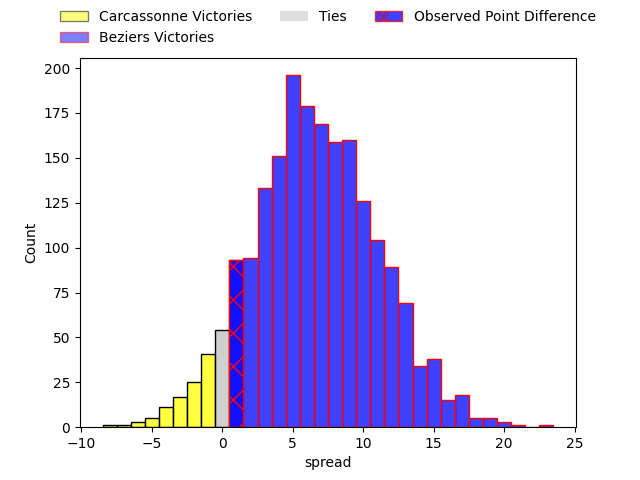 Carcassonne Victories
Ties
Observed Point Difference
Beziers Victories
200
175
150
125
100
75
50
25
0
Count
−10
−5
0
5
10
15
20
25
spread